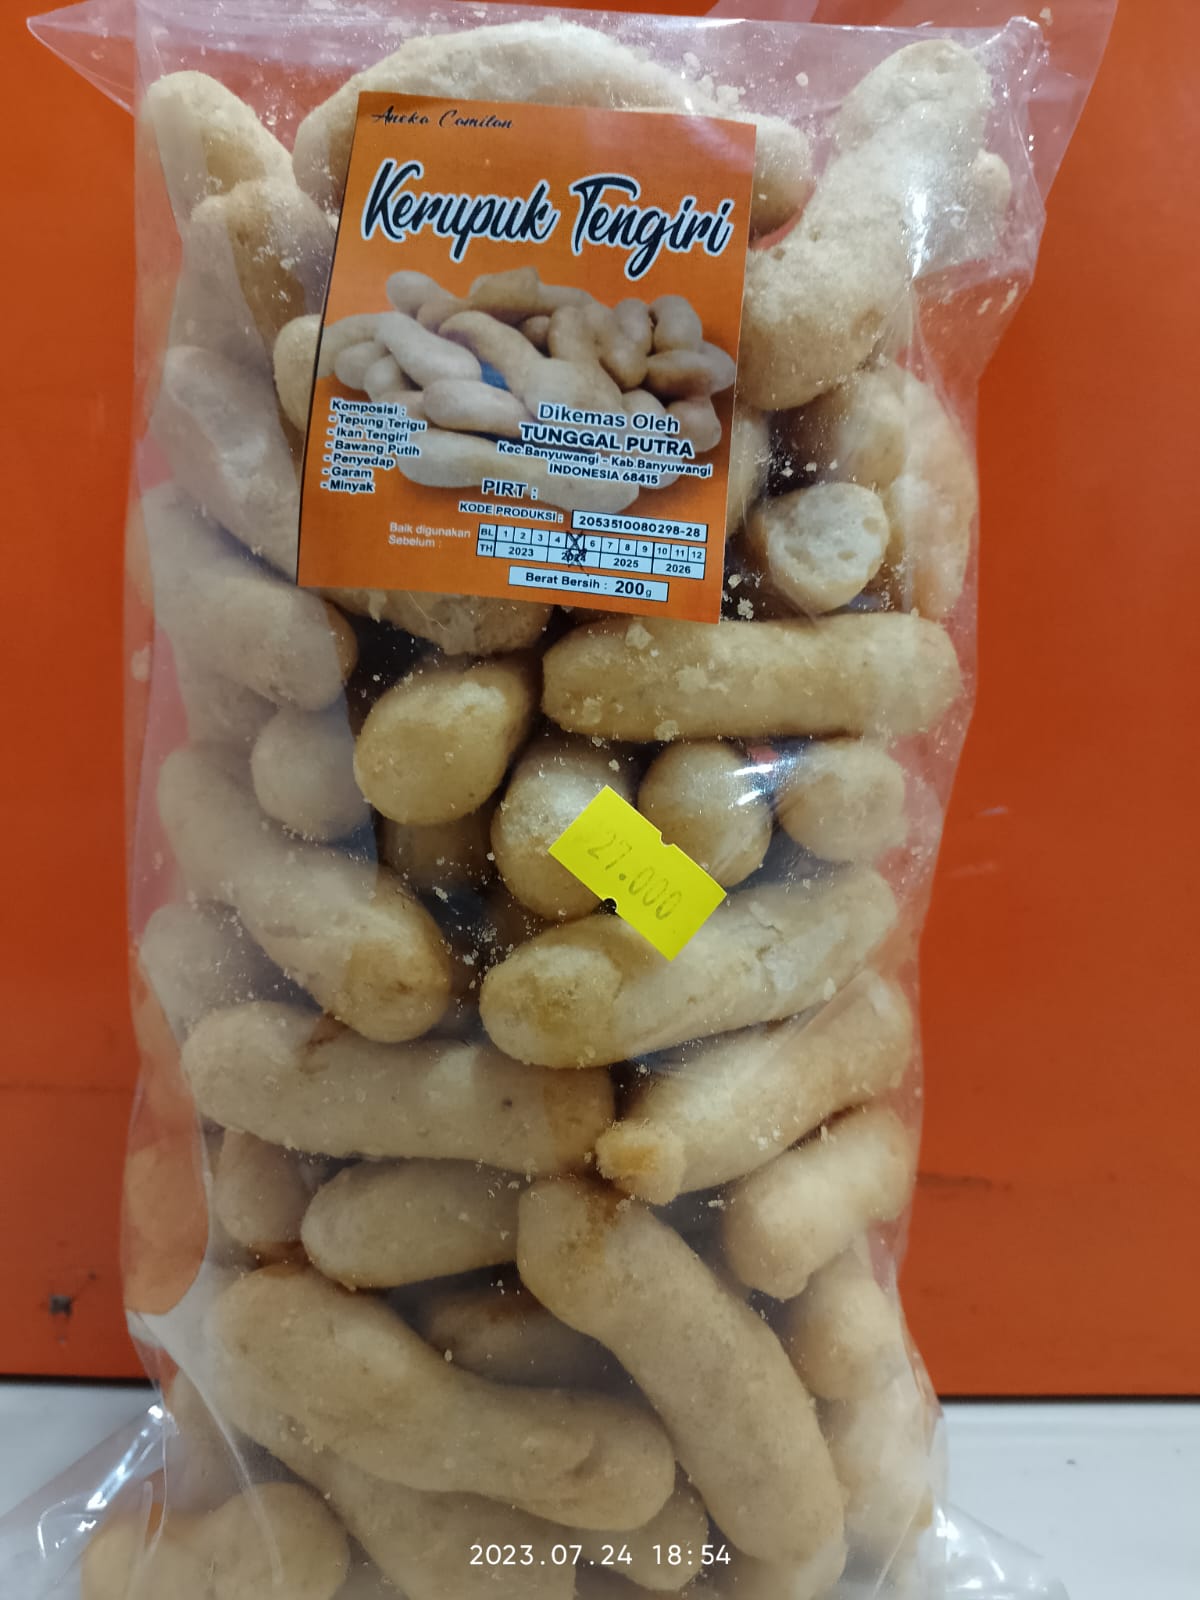 Aneka Camilan
Kerupuk Tengiri
Komposisi :
- Tepung Terigu
- Ikan Tengiri
- Bawang Putih
- Penyedap
- Garam
- Minyak
Dikemas Oleh
TUNGGAL PUTRA
Kec.Banyuwangi - Kab.Banyuwangi
INDONESIA 68415
PIRT :
KODE PRODUKSI : 2053510080298-28
Baik digunakan
Sebelum :
BL 1 2 3 4 6 7 8 9 10 11 12
TH 2023 2024 2025 2026
Berat Bersih : 200g
27.000
2023.07.24 18:54